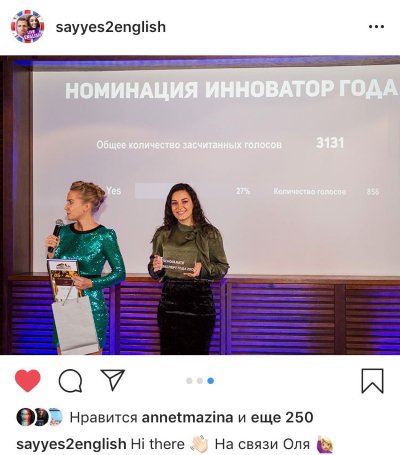 sayyes2english
НОМИНАЦИЯ ИННОВАТОР ГОДА
Общее количество засчитанных голосов 3131
Yes 27% Количество голосов 856
Нравится annetmazina и еще 250
sayyes2english Hi there 👋🏻 На связи Оля 🙋🏼‍♀️